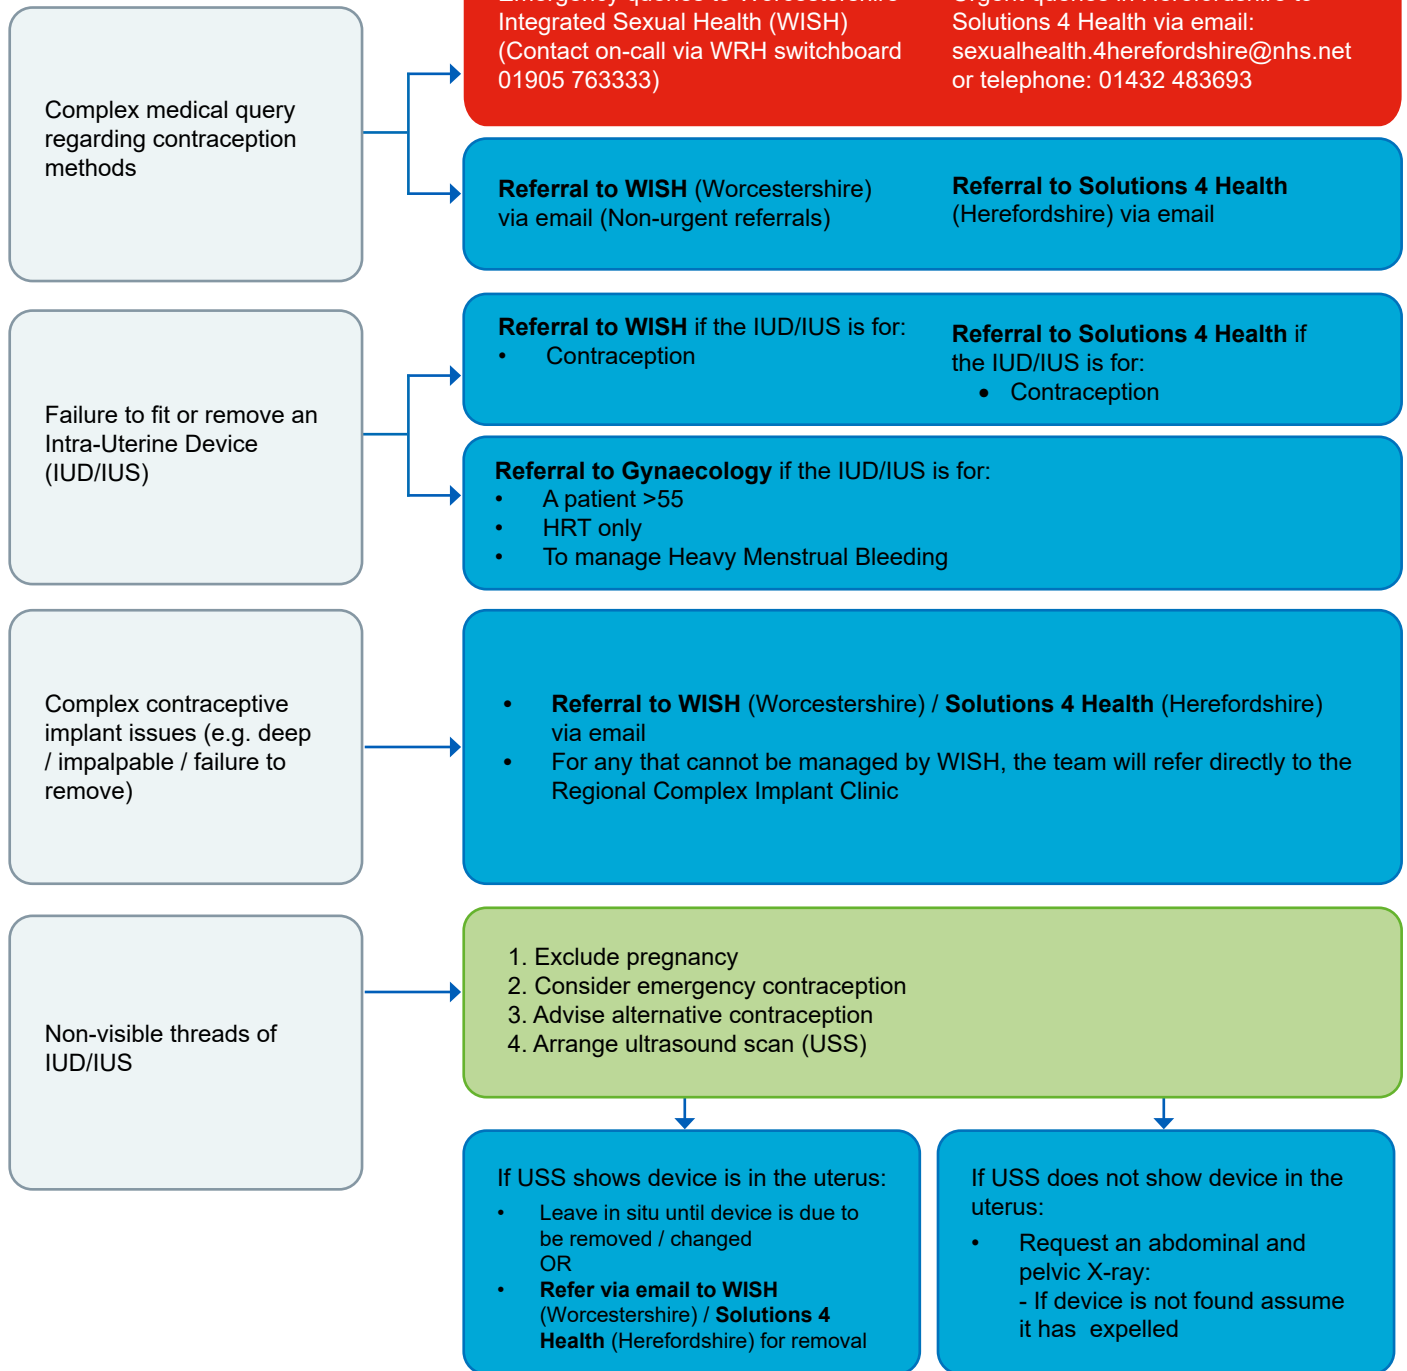 Emergency queries to Worcestershire
Integrated Sexual Health (WISH)
(Contact on-call via WRH switchboard
01905 763333)
Urgent queries in Herefordshire to
Solutions 4 Health via email:
sexualhealth.4herefordshire@nhs.net
or telephone: 01432 483693
Complex medical query
regarding contraception
methods
Referral to WISH (Worcestershire)
via email (Non-urgent referrals)
Referral to Solutions 4 Health
(Herefordshire) via email
Failure to fit or remove an
Intra-Uterine Device
(IUD/IUS)
Referral to WISH if the IUD/IUS is for:
• Contraception
Referral to Solutions 4 Health if
the IUD/IUS is for:
• Contraception
Referral to Gynaecology if the IUD/IUS is for:
• A patient >55
• HRT only
• To manage Heavy Menstrual Bleeding
Complex contraceptive
implant issues (e.g. deep
/ impalpable / failure to
remove)
• Referral to WISH (Worcestershire) / Solutions 4 Health (Herefordshire)
via email
• For any that cannot be managed by WISH, the team will refer directly to the
Regional Complex Implant Clinic
Non-visible threads of
IUD/IUS
1. Exclude pregnancy
2. Consider emergency contraception
3. Advise alternative contraception
4. Arrange ultrasound scan (USS)
If USS shows device is in the uterus:
• Leave in situ until device is due to
be removed / changed
OR
• Refer via email to WISH
(Worcestershire) / Solutions 4
Health (Herefordshire) for removal
If USS does not show device in the
uterus:
• Request an abdominal and
pelvic X-ray:
- If device is not found assume
it has expelled